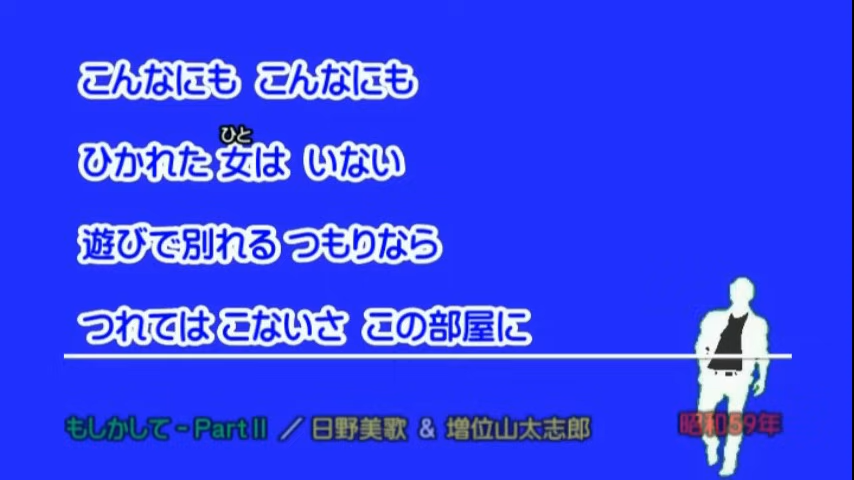 こんなにも こんなにも
ひと
ひかれた 女は いない
遊びで別れる つもりなら
つれては こないさ この部屋に
もしかして-PartⅡ / 日野美歌 & 増位山太志郎
昭和59年